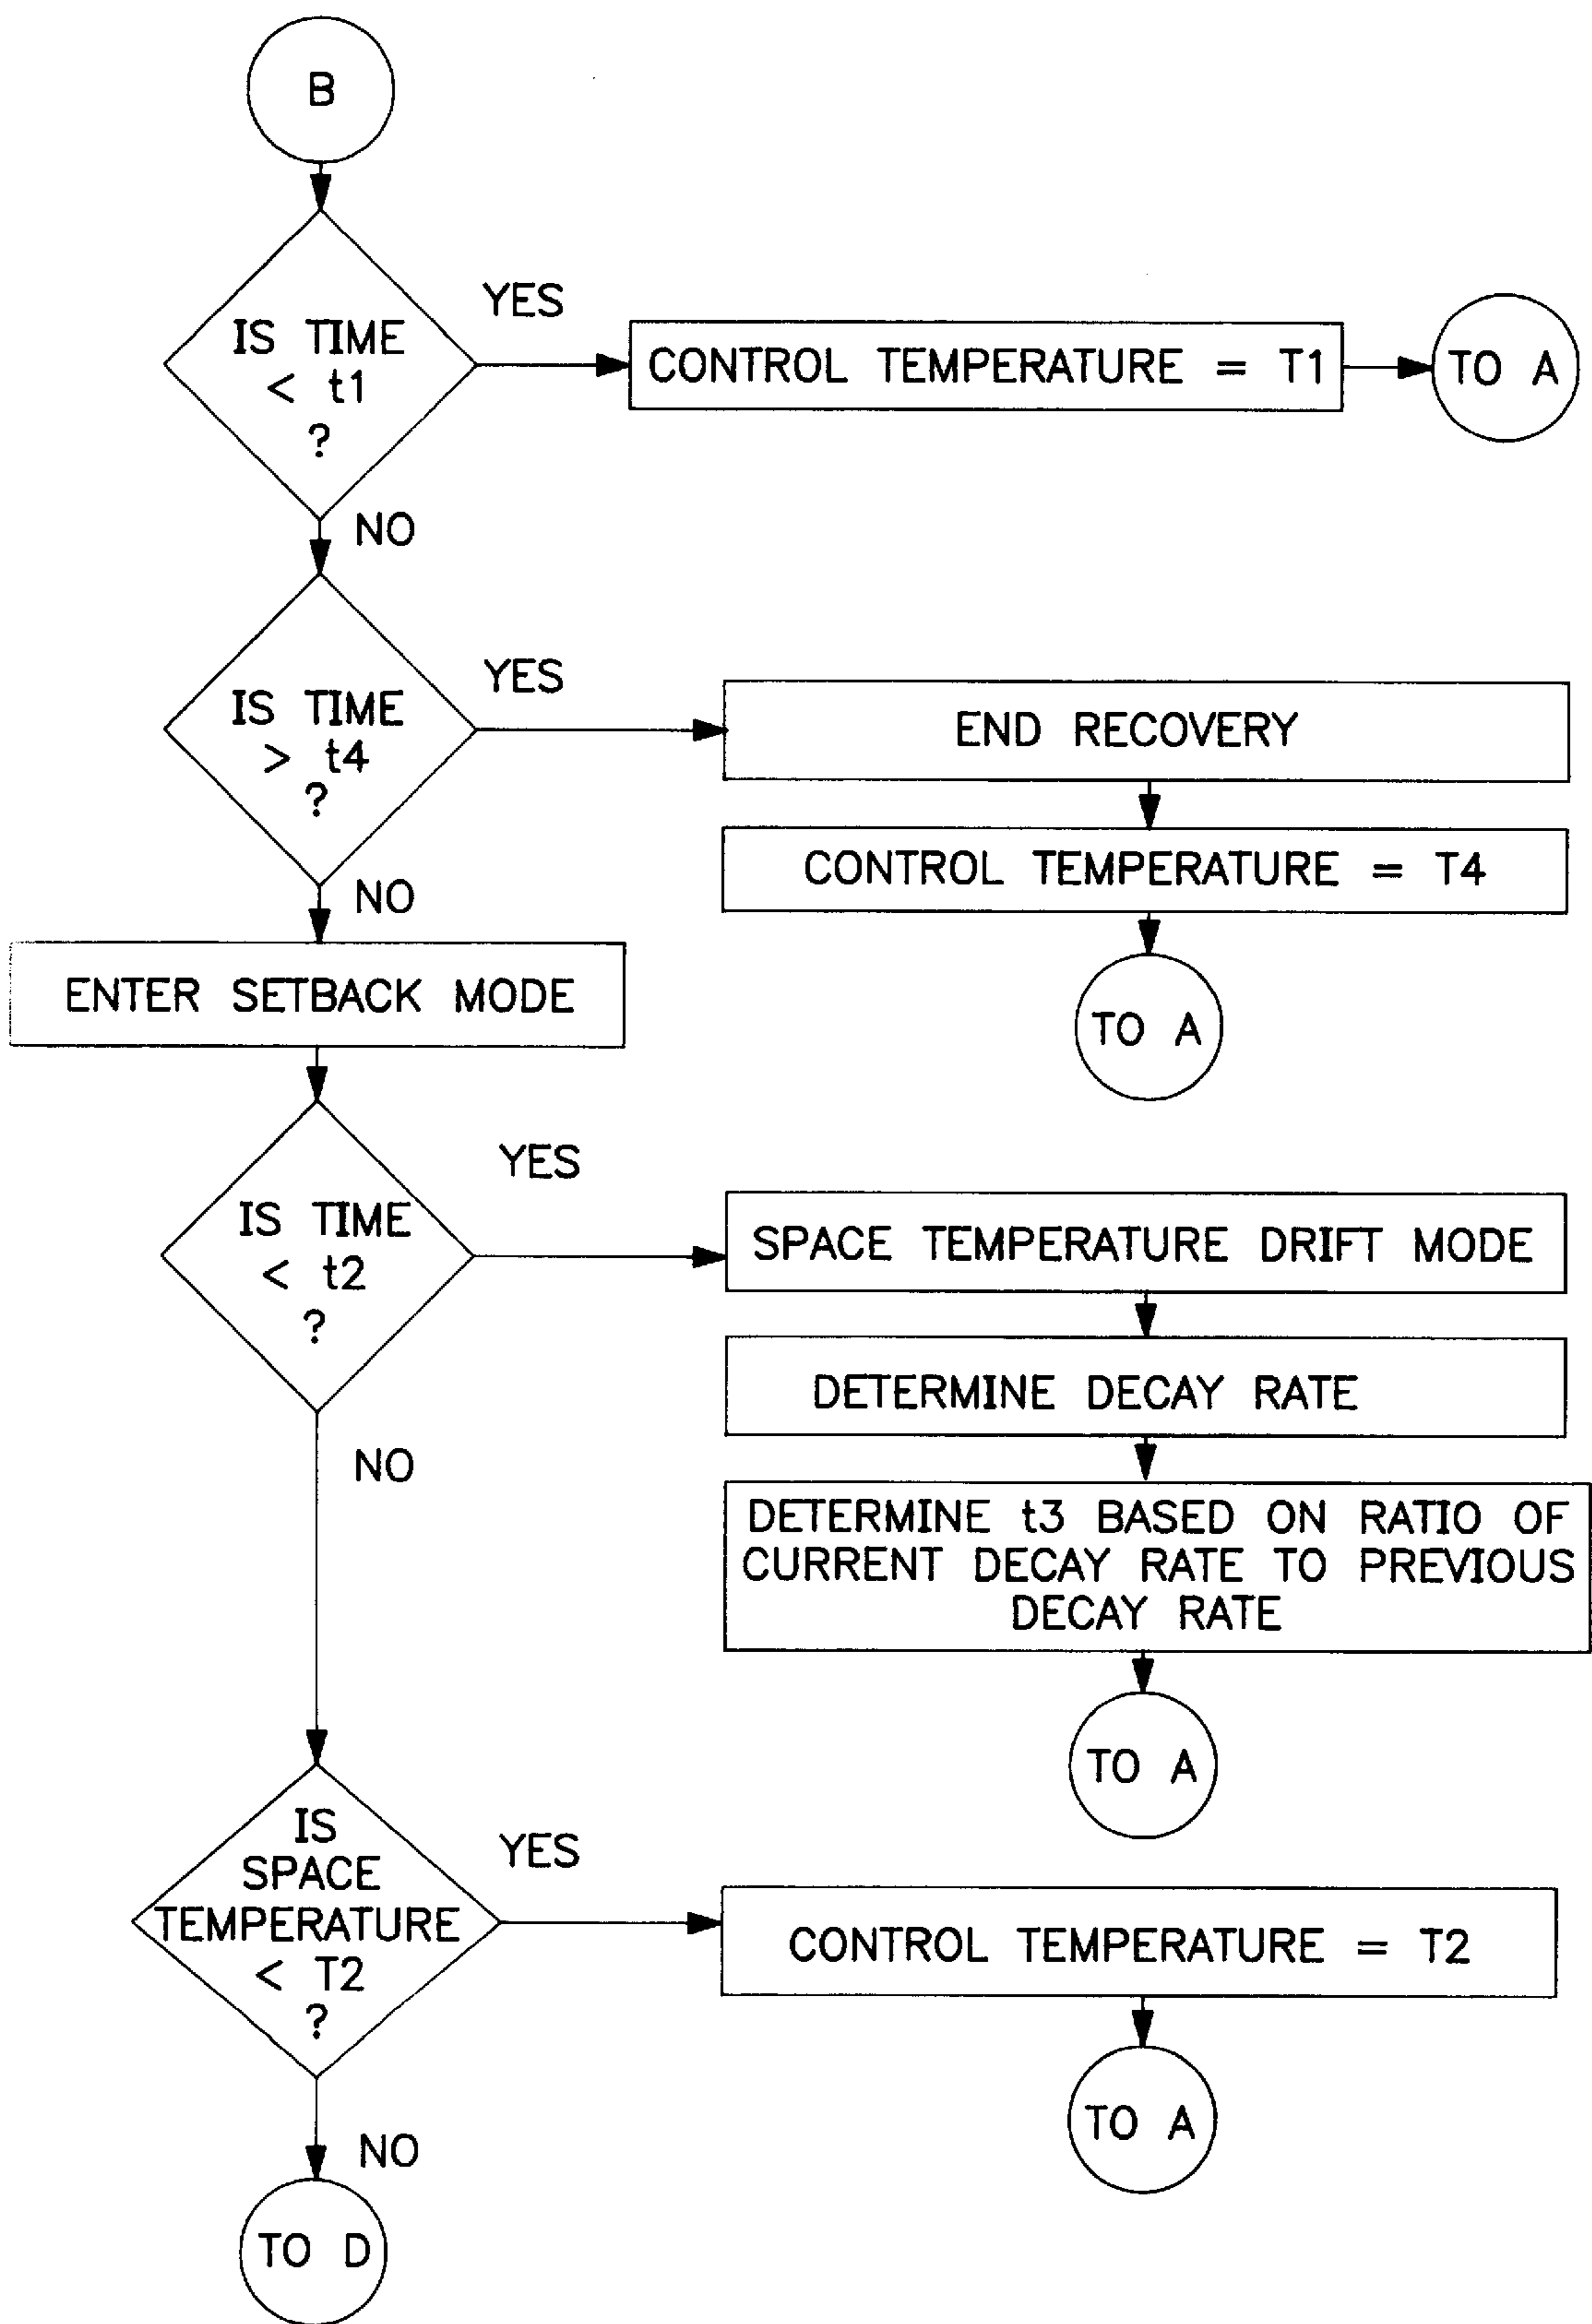 B
IS TIME
< t1
?
YES
CONTROL TEMPERATURE = T1
TO A
NO
IS TIME
> t4
?
YES
END RECOVERY
CONTROL TEMPERATURE = T4
TO A
NO
ENTER SETBACK MODE
IS TIME
< t2
?
YES
SPACE TEMPERATURE DRIFT MODE
DETERMINE DECAY RATE
DETERMINE t3 BASED ON RATIO OF
CURRENT DECAY RATE TO PREVIOUS
DECAY RATE
TO A
NO
IS
SPACE
TEMPERATURE
< T2
?
YES
CONTROL TEMPERATURE = T2
TO A
NO
TO D